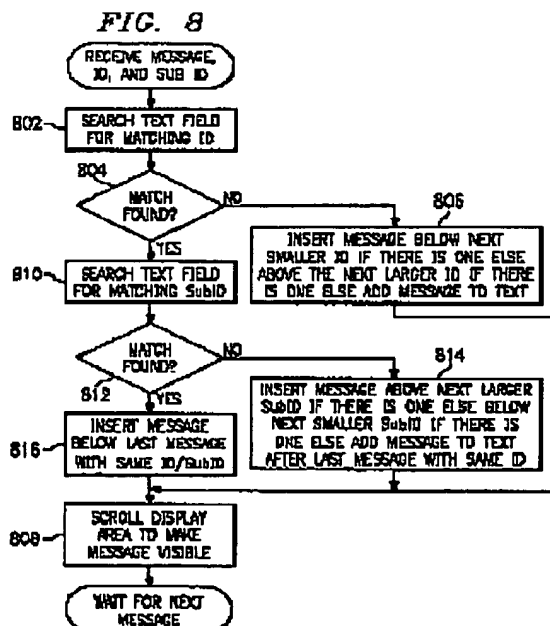 FIG. 8
RECEIVE MESSAGE,
ID, AND SUB ID
802
SEARCH TEXT FIELD
FOR MATCHING ID
804
MATCH
FOUND?
NO
YES
806
INSERT MESSAGE BELOW NEXT
SMALLER ID IF THERE IS ONE ELSE
ABOVE THE NEXT LARGER ID IF THERE
IS ONE ELSE ADD MESSAGE TO TEXT
810
SEARCH TEXT FIELD
FOR MATCHING SubID
MATCH
FOUND?
NO
812
YES
814
INSERT MESSAGE ABOVE NEXT LARGER
SubID IF THERE IS ONE ELSE BELOW
NEXT SMALLER SubID IF THERE IS
ONE ELSE ADD MESSAGE TO TEXT
AFTER LAST MESSAGE WITH SAME ID
816
INSERT MESSAGE
BELOW LAST MESSAGE
WITH SAME ID/SubID
808
SCROLL DISPLAY
AREA TO MAKE
MESSAGE VISIBLE
WAIT FOR NEXT
MESSAGE